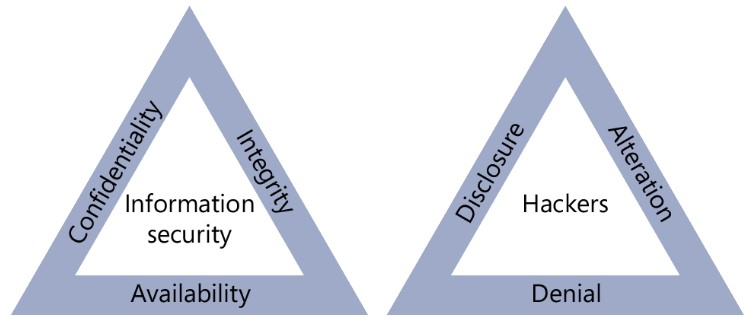 Confidentiality
Integrity
Information
security
Availability
Disclosure
Alteration
Hackers
Denial